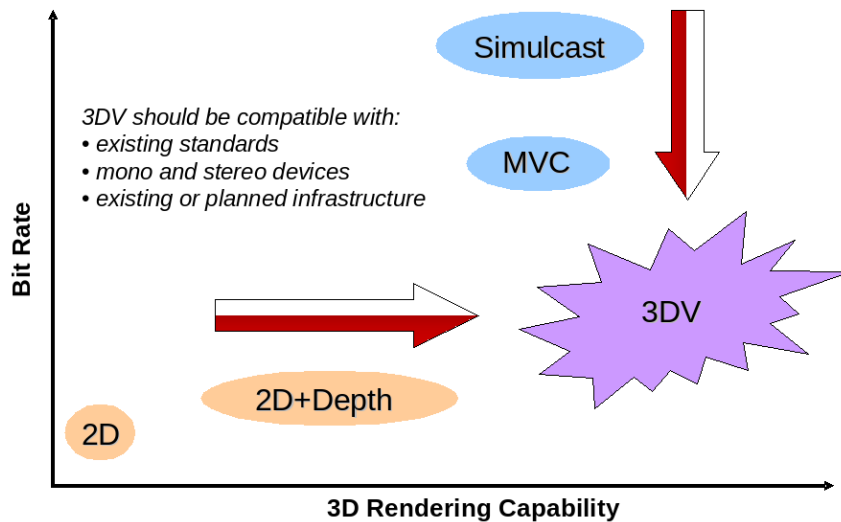 Simulcast
3DV should be compatible with:
• existing standards
• mono and stereo devices
• existing or planned infrastructure
MVC
Bit Rate
3DV
2D+Depth
2D
3D Rendering Capability